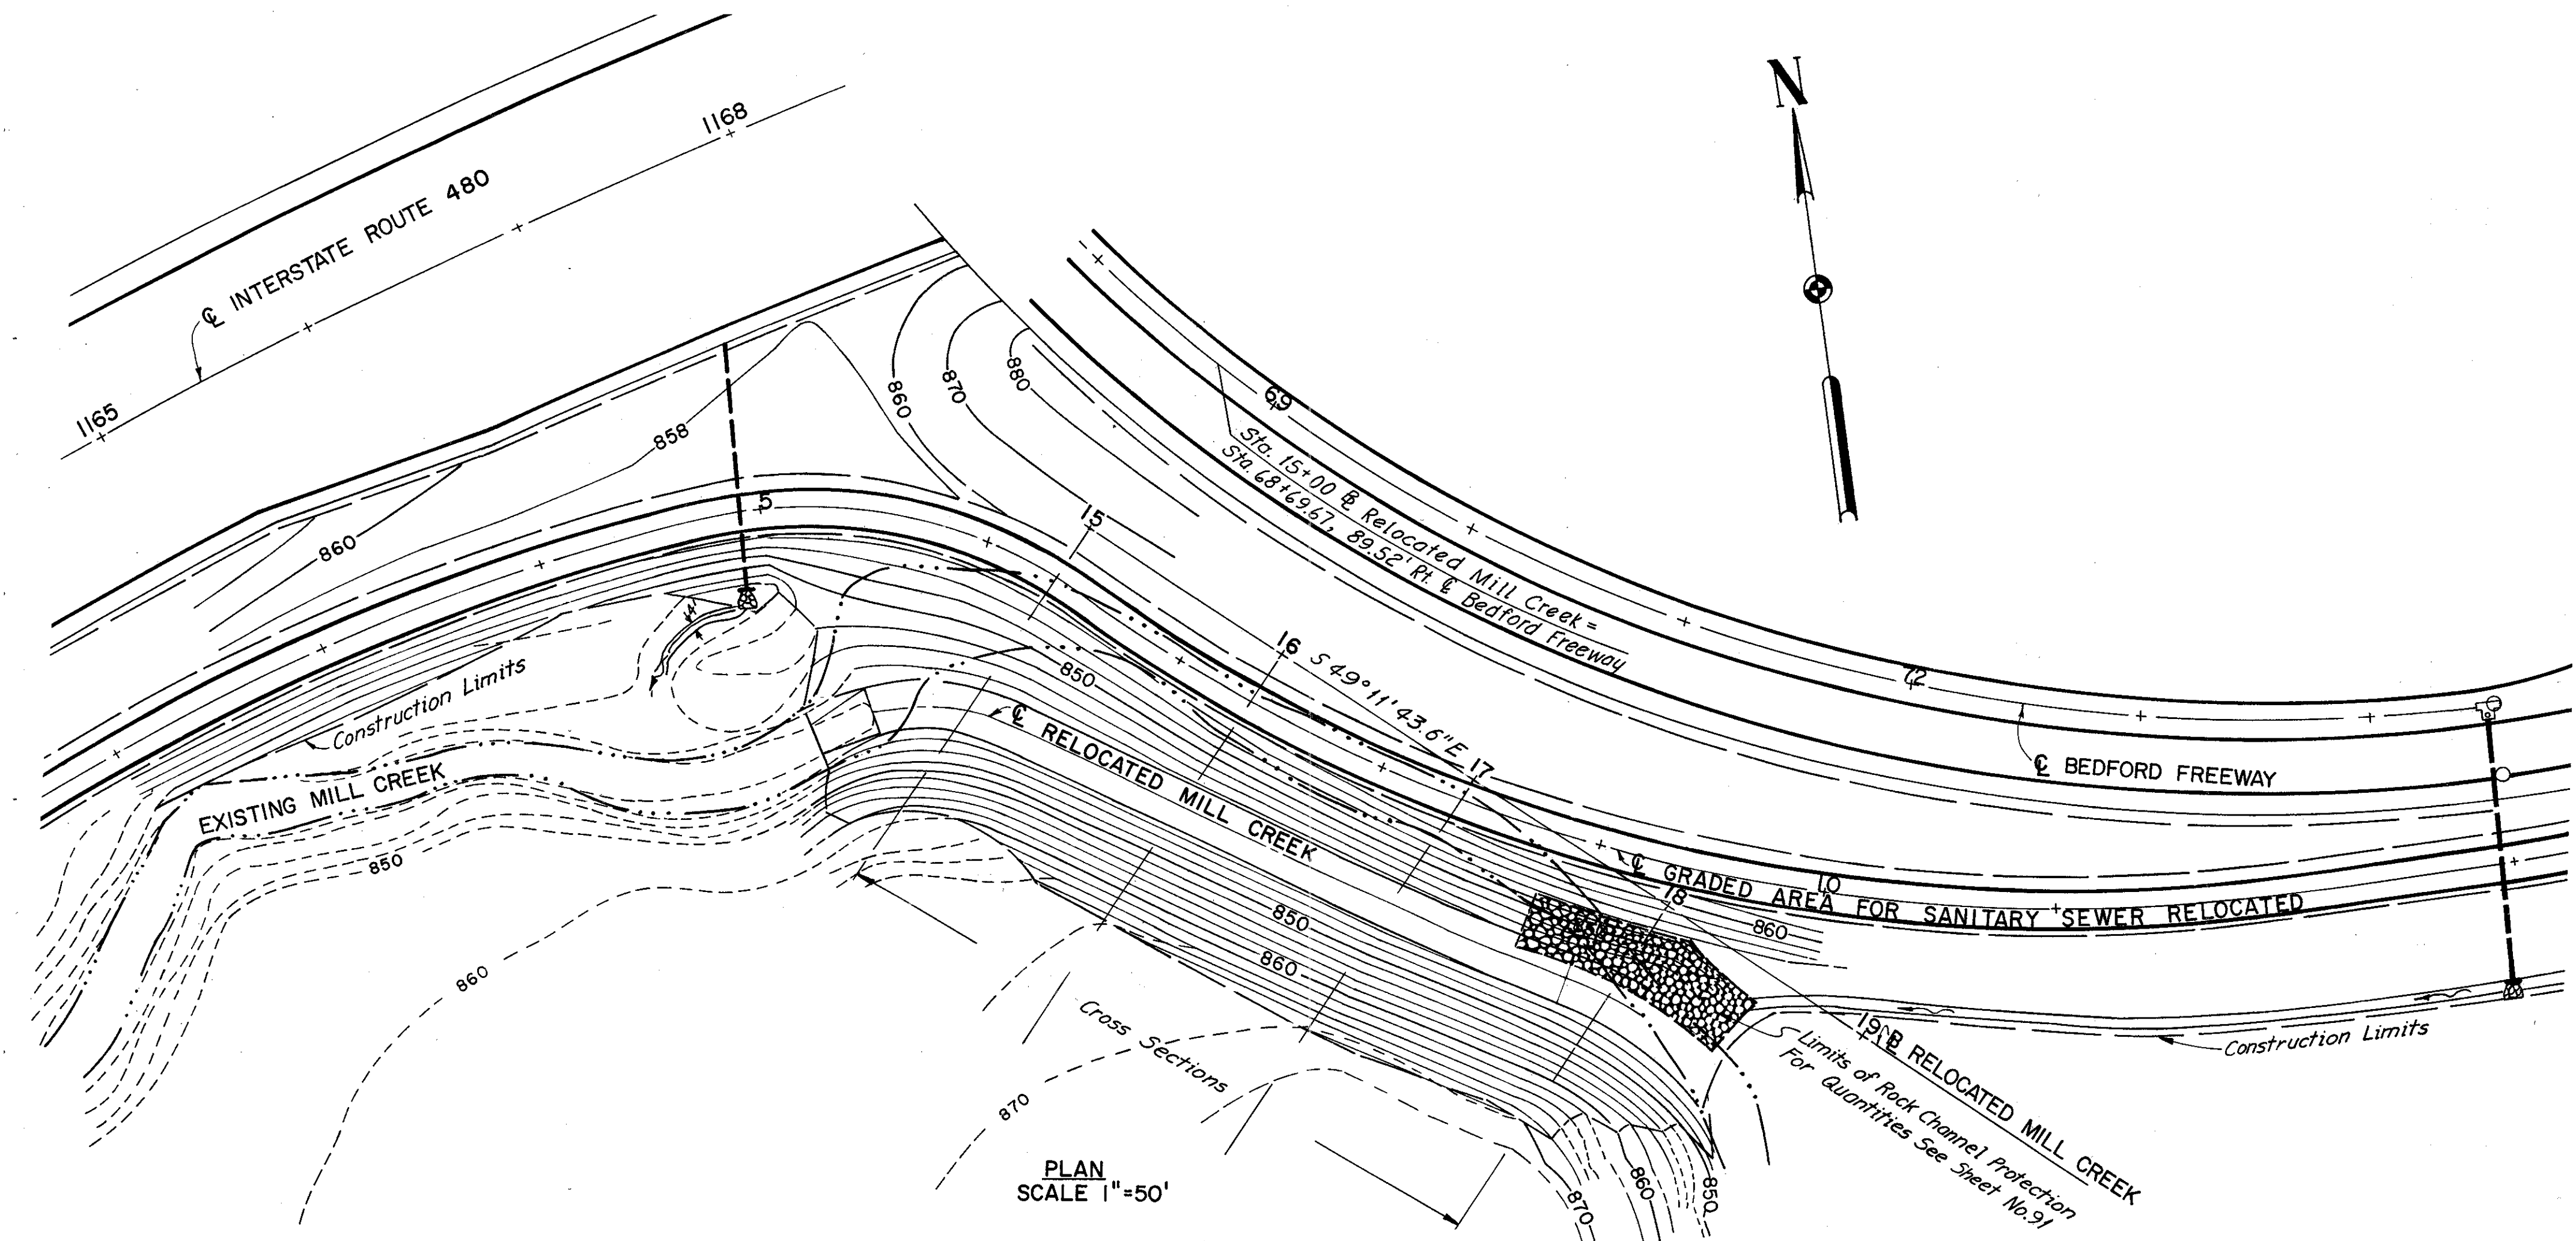 N
1168
℄ INTERSTATE ROUTE 480
1165
860
870
880
858
860
5
69
Sta. 15+00 ⅊ Relocated Mill Creek =
Sta. 68+69.67, 89.52' Rt. ℄ Bedford Freeway
15
16
S 49°11'43.6"E
17
72
℄ BEDFORD FREEWAY
14'
Construction Limits
EXISTING MILL CREEK
850
850
℄ RELOCATED MILL CREEK
℄ GRADED AREA FOR SANITARY SEWER RELOCATED
10
18
860
850
860
860
870
Cross Sections
19
⅊ RELOCATED MILL CREEK
Limits of Rock Channel Protection
For Quantities See Sheet No.91
Construction Limits
870
860
850
PLAN
SCALE 1"=50'